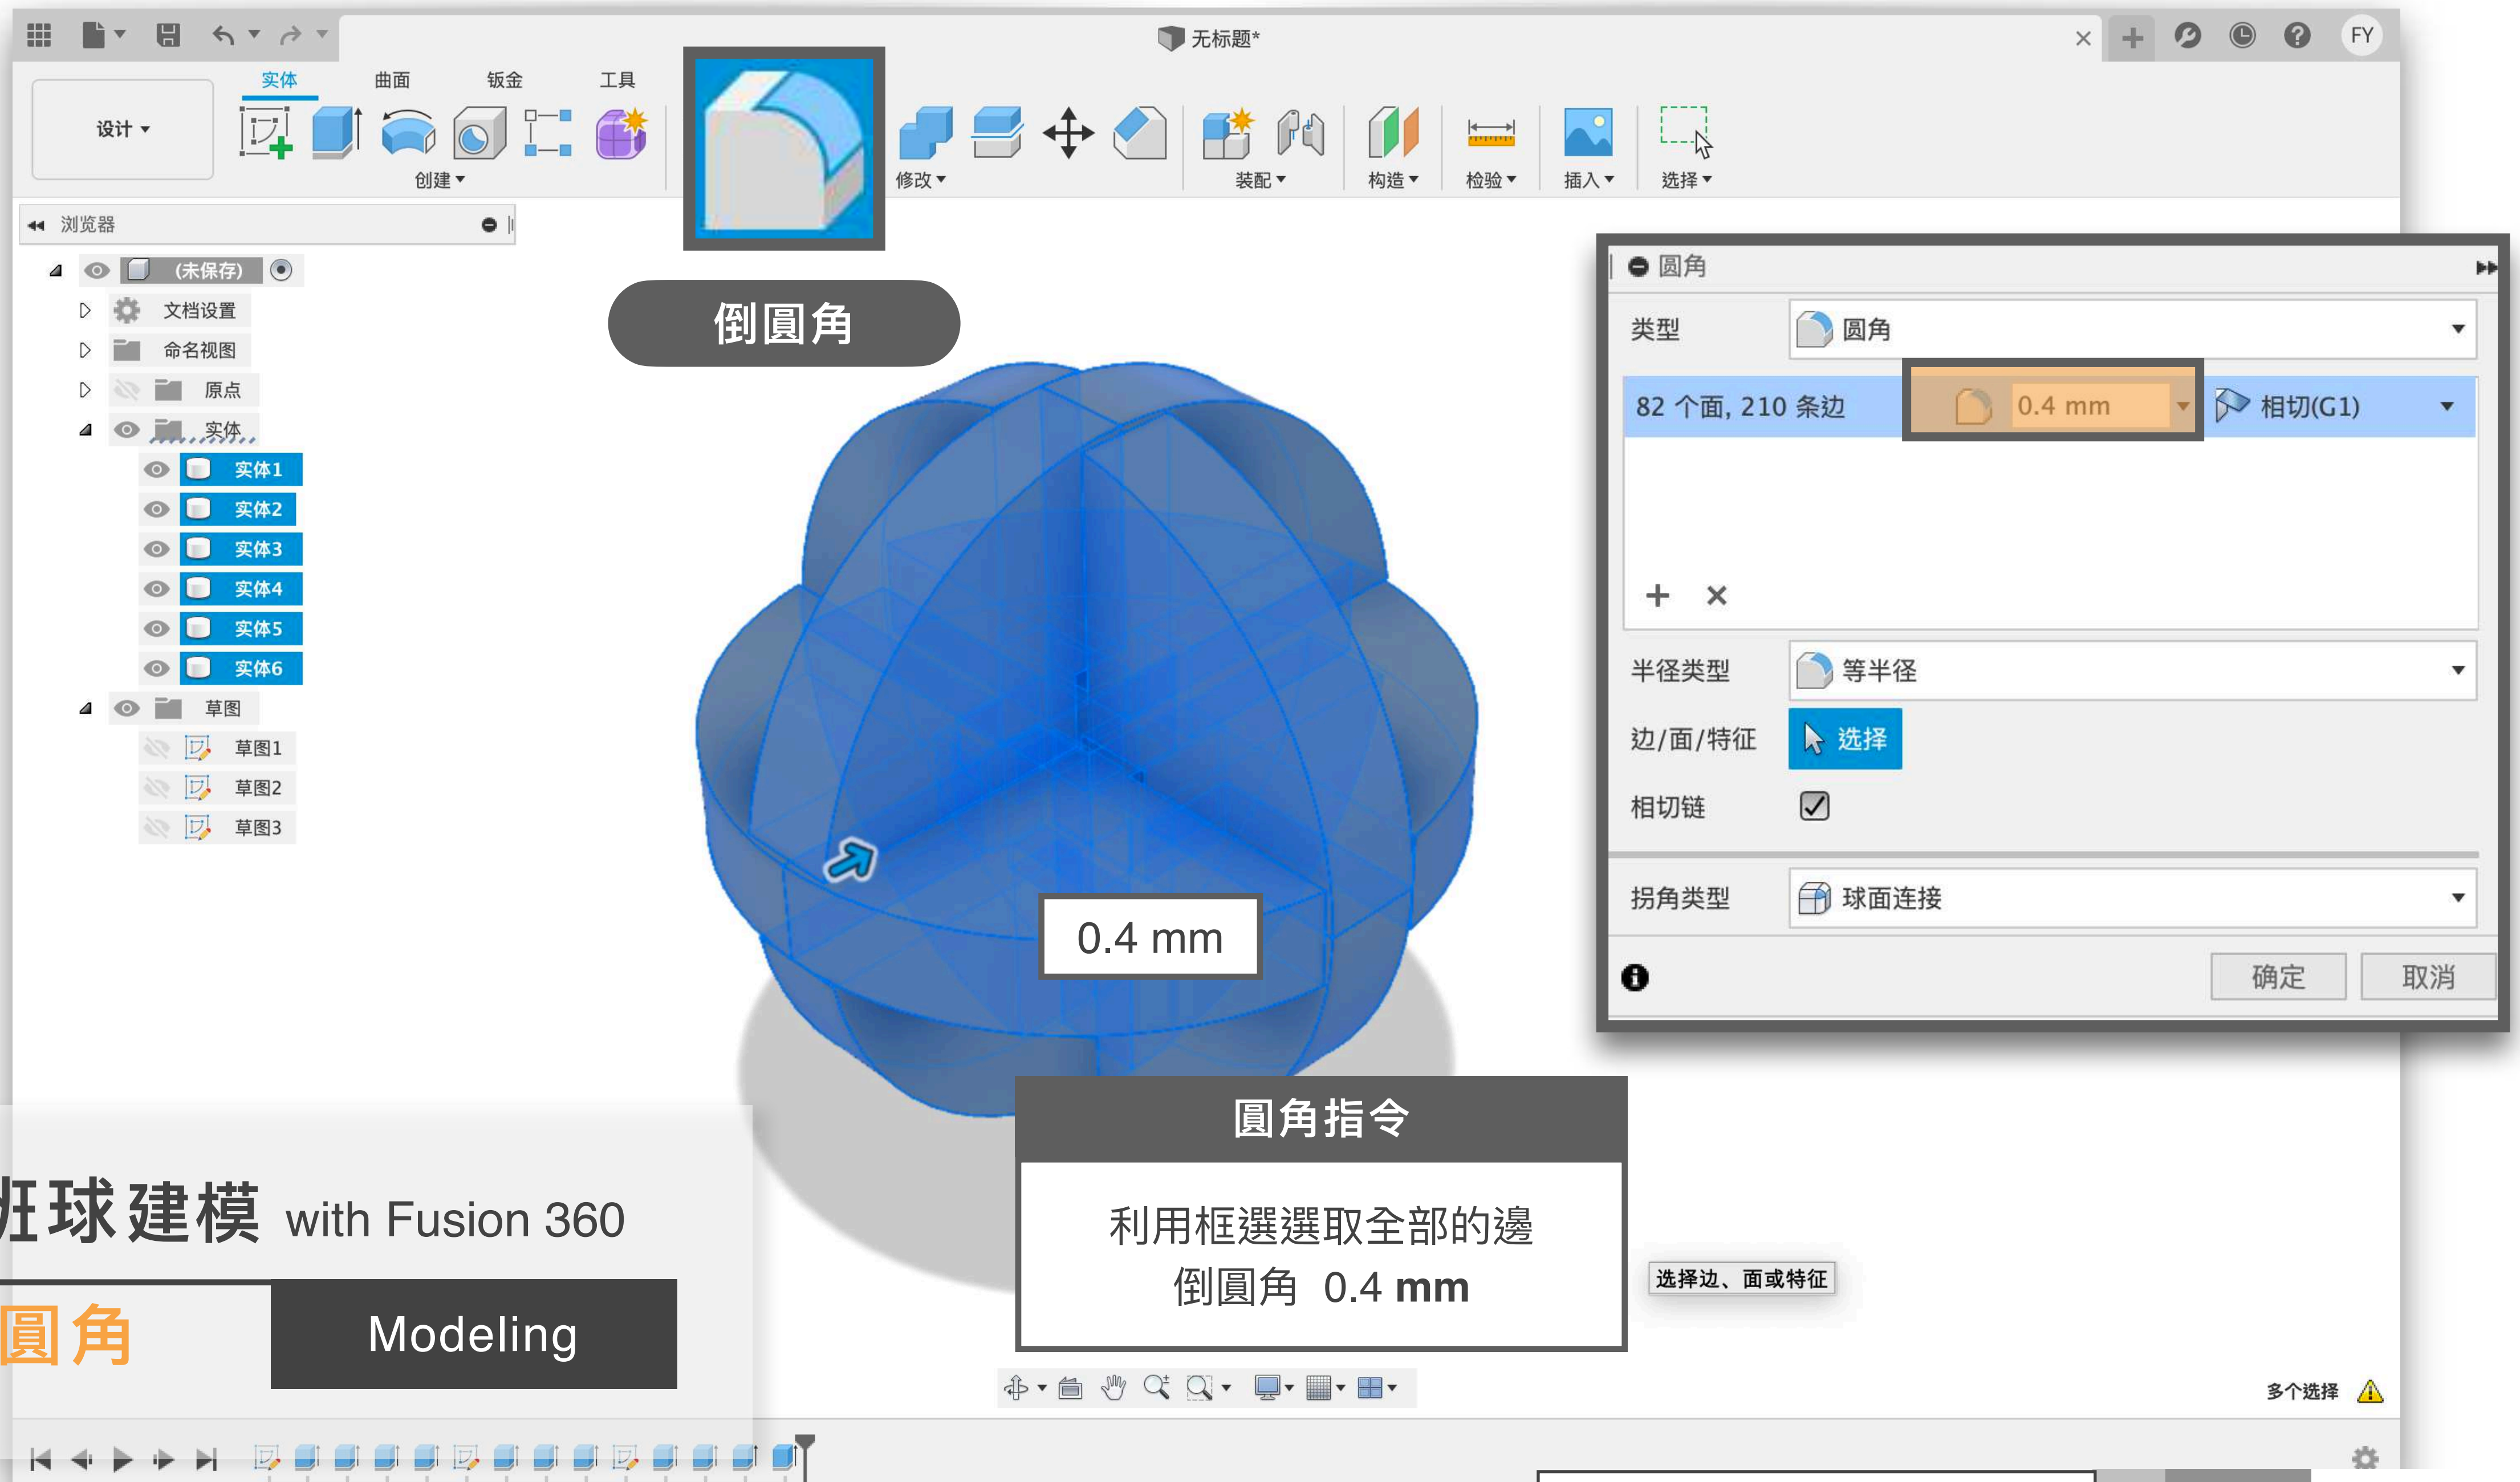 无标题*
FY
实体 曲面 钣金 工具
设计
创建 修改 装配 构造 检验 插入 选择
浏览器
(未保存)
文档设置
命名视图
原点
实体
实体1
实体2
实体3
实体4
实体5
实体6
草图
草图1
草图2
草图3
倒圓角
圆角
类型 圆角
82 个面, 210 条边 0.4 mm 相切(G1)
半径类型 等半径
边/面/特征 选择
相切链
拐角类型 球面连接
确定 取消
0.4 mm
圓角指令
利用框選選取全部的邊
倒圓角 0.4 mm
选择边、面或特征
班球建模 with Fusion 360
圓角 Modeling
多个选择